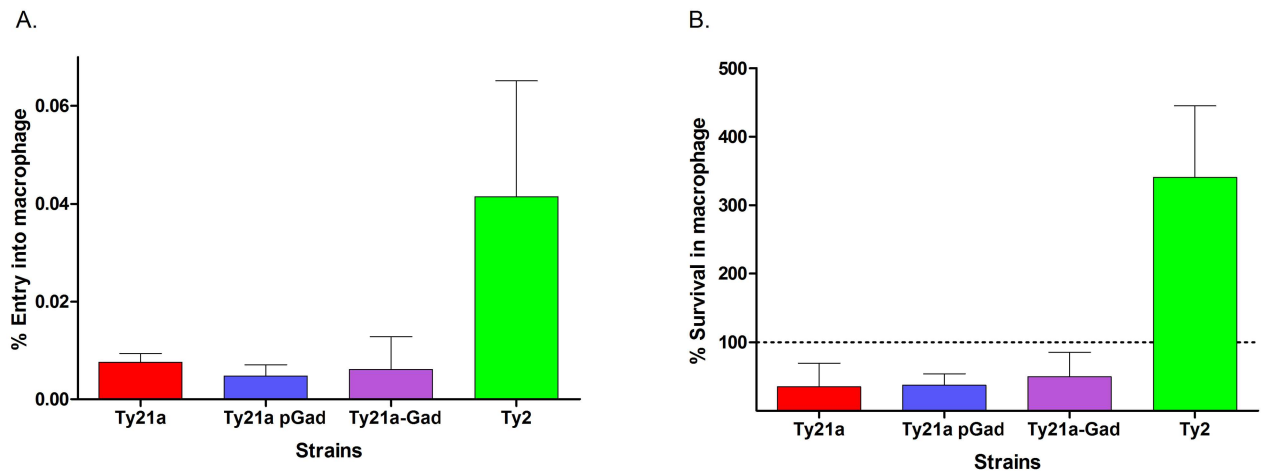 A.
% Entry into macrophage
0.06
0.04
0.02
0.00
Ty21a
Ty21a pGad
Ty21a-Gad
Ty2
Strains
B.
% Survival in macrophage
500
400
300
200
100
Ty21a
Ty21a pGad
Ty21a-Gad
Ty2
Strains